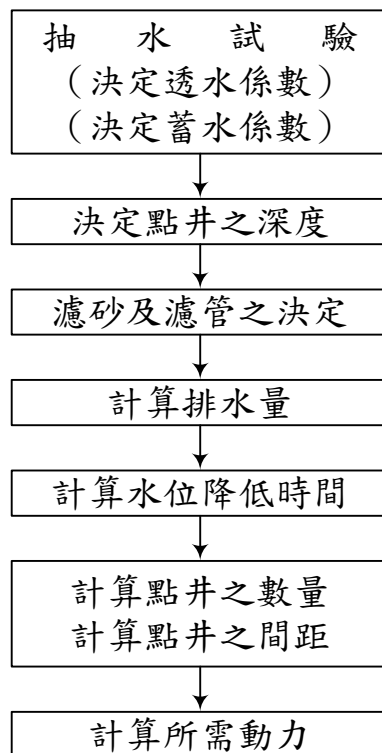 抽水試驗
（決定透水係數）
（決定蓄水係數）
決定點井之深度
濾砂及濾管之決定
計算排水量
計算水位降低時間
計算點井之數量
計算點井之間距
計算所需動力